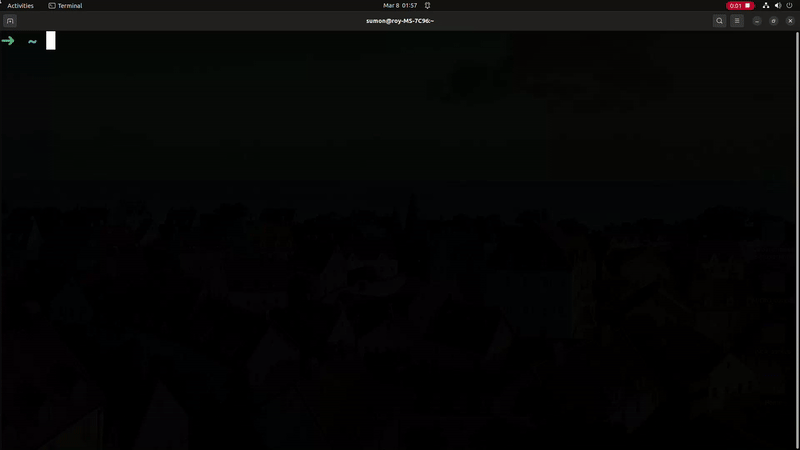 Activities Terminal Mar 8 01:57 0:01
sumon@roy-MS-7C96:~
➜ ~